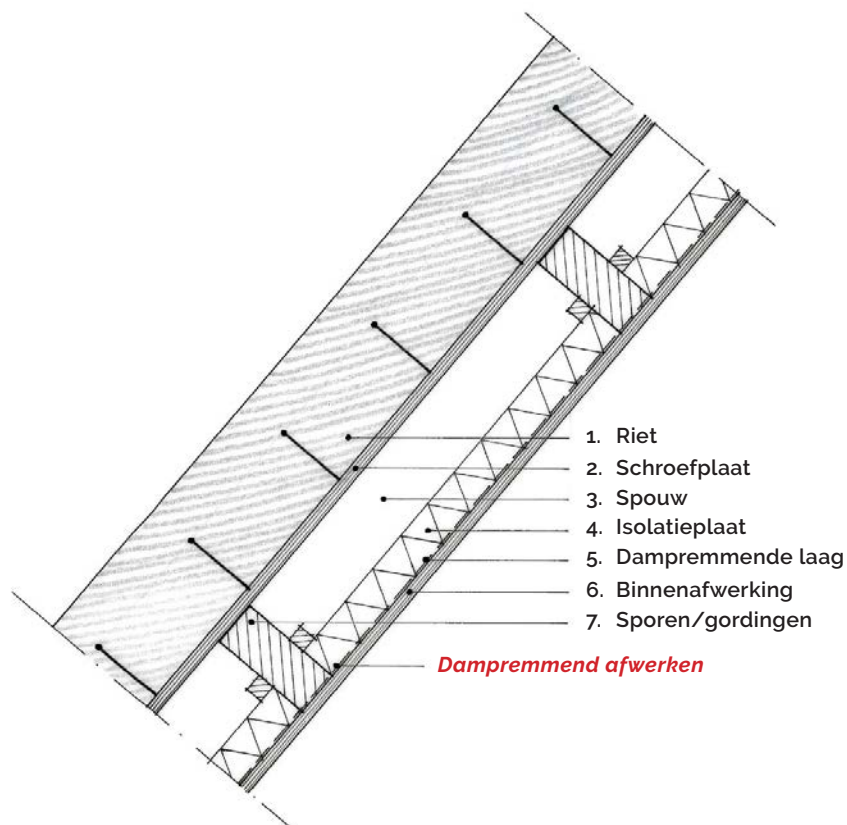 1. Riet
2. Schroefplaat
3. Spouw
4. Isolatieplaat
5. Dampremmende laag
6. Binnenafwerking
7. Sporen/gordingen
Dampremmend afwerken